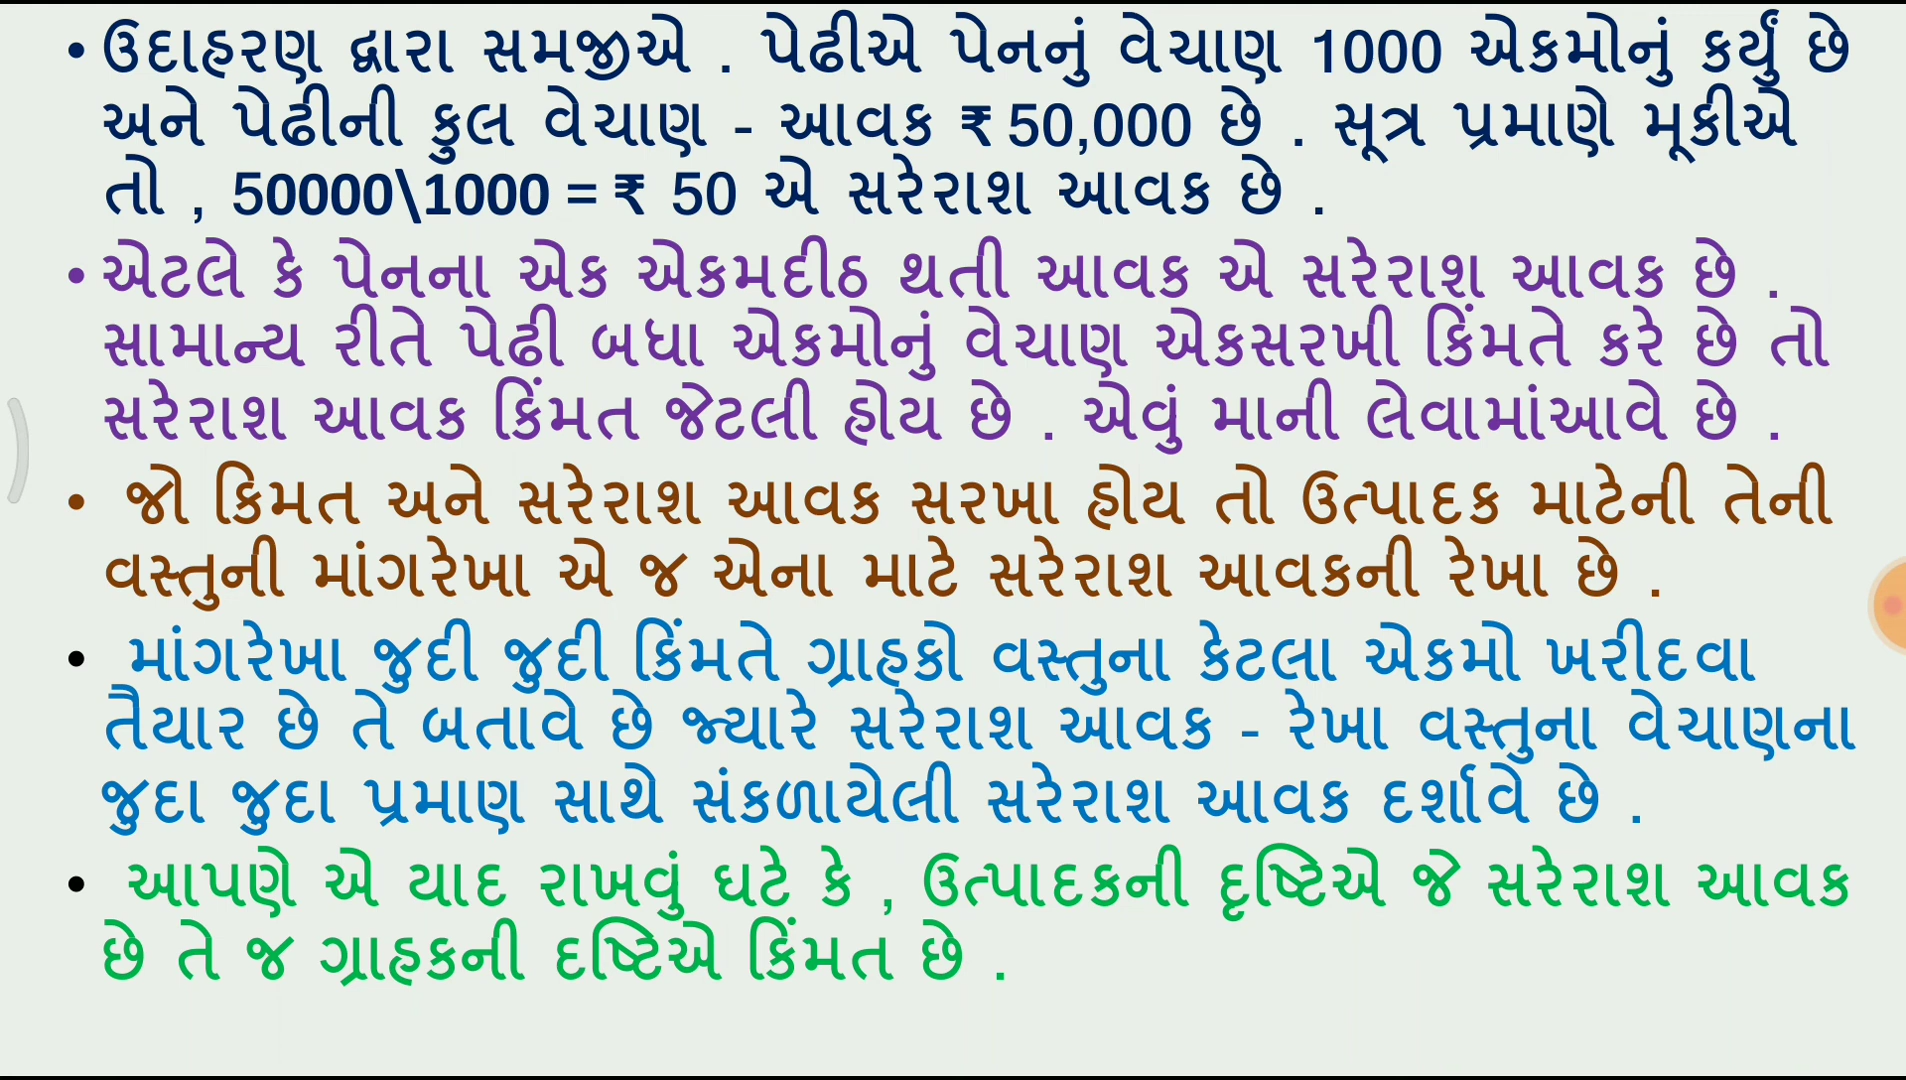 • ઉદાહરણ દ્વારા સમજીએ . પેઢીએ પેનનું વેચાણ 1000 એકમોનું કર્યું છે
અને પેઢીની કુલ વેચાણ - આવક ₹ 50,000 છે . સૂત્ર પ્રમાણે મૂકીએ
તો , 50000\1000 = ₹ 50 એ સરેરાશ આવક છે .
• એટલે કે પેનના એક એકમદીઠ થતી આવક એ સરેરાશ આવક છે .
સામાન્ય રીતે પેઢી બધા એકમોનું વેચાણ એકસરખી કિંમતે કરે છે તો
સરેરાશ આવક કિંમત જેટલી હોય છે . એવું માની લેવામાંઆવે છે .
• જો કિમત અને સરેરાશ આવક સરખા હોય તો ઉત્પાદક માટેની તેની
વસ્તુની માંગરેખા એ જ એના માટે સરેરાશ આવકની રેખા છે .
• માંગરેખા જુદી જુદી કિંમતે ગ્રાહકો વસ્તુના કેટલા એકમો ખરીદવા
તૈયાર છે તે બતાવે છે જ્યારે સરેરાશ આવક - રેખા વસ્તુના વેચાણના
જુદા જુદા પ્રમાણ સાથે સંકળાયેલી સરેરાશ આવક દર્શાવે છે .
• આપણે એ યાદ રાખવું ઘટે કે , ઉત્પાદકની દૃષ્ટિએ જે સરેરાશ આવક
છે તે જ ગ્રાહકની દષ્ટિએ કિંમત છે .